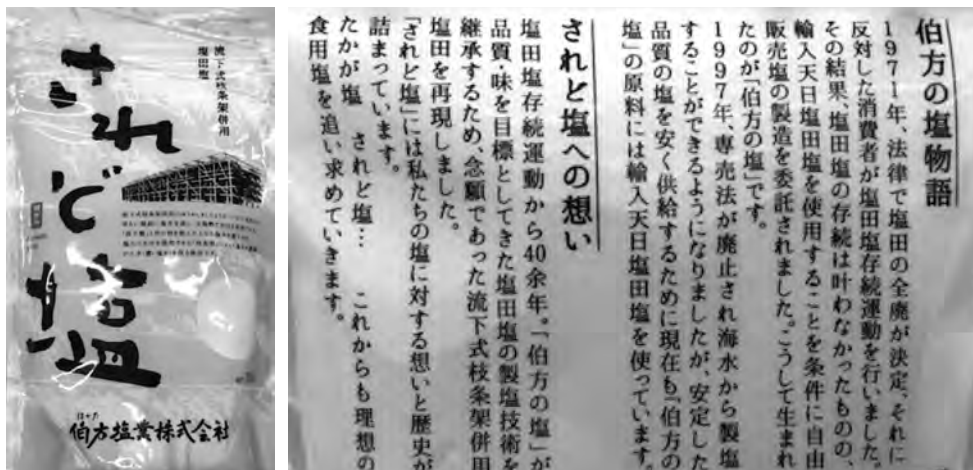 流下式枝条架併用
塩田塩
されど塩
はかた
伯方塩業株式会社
伯方の塩物語
1971年、法律で塩田の全廃が決定、それに
反対した消費者が塩田塩存続運動を行いました。
その結果、塩田塩の存続は叶わなかったものの、
輸入天日塩田塩を使用することを条件に自由
販売塩の製造を委託されました。こうして生まれ
たのが「伯方の塩」です。
1997年、専売法が廃止され海水から製塩
することができるようになりましたが、安定した
品質の塩を安く供給するために現在も「伯方の
塩」の原料には輸入天日塩田塩を使っています。
されど塩への想い
塩田塩存続運動から40余年。「伯方の塩」が
品質・味を目標としてきた塩田塩の製塩技術を
継承するため、念願であった流下式枝条架併用
塩田を再現しました。
「されど塩」には私たちの塩に対する想いと歴史が
詰まっています。
たかが塩 されど塩… これからも理想の
食用塩を追い求めていきます。